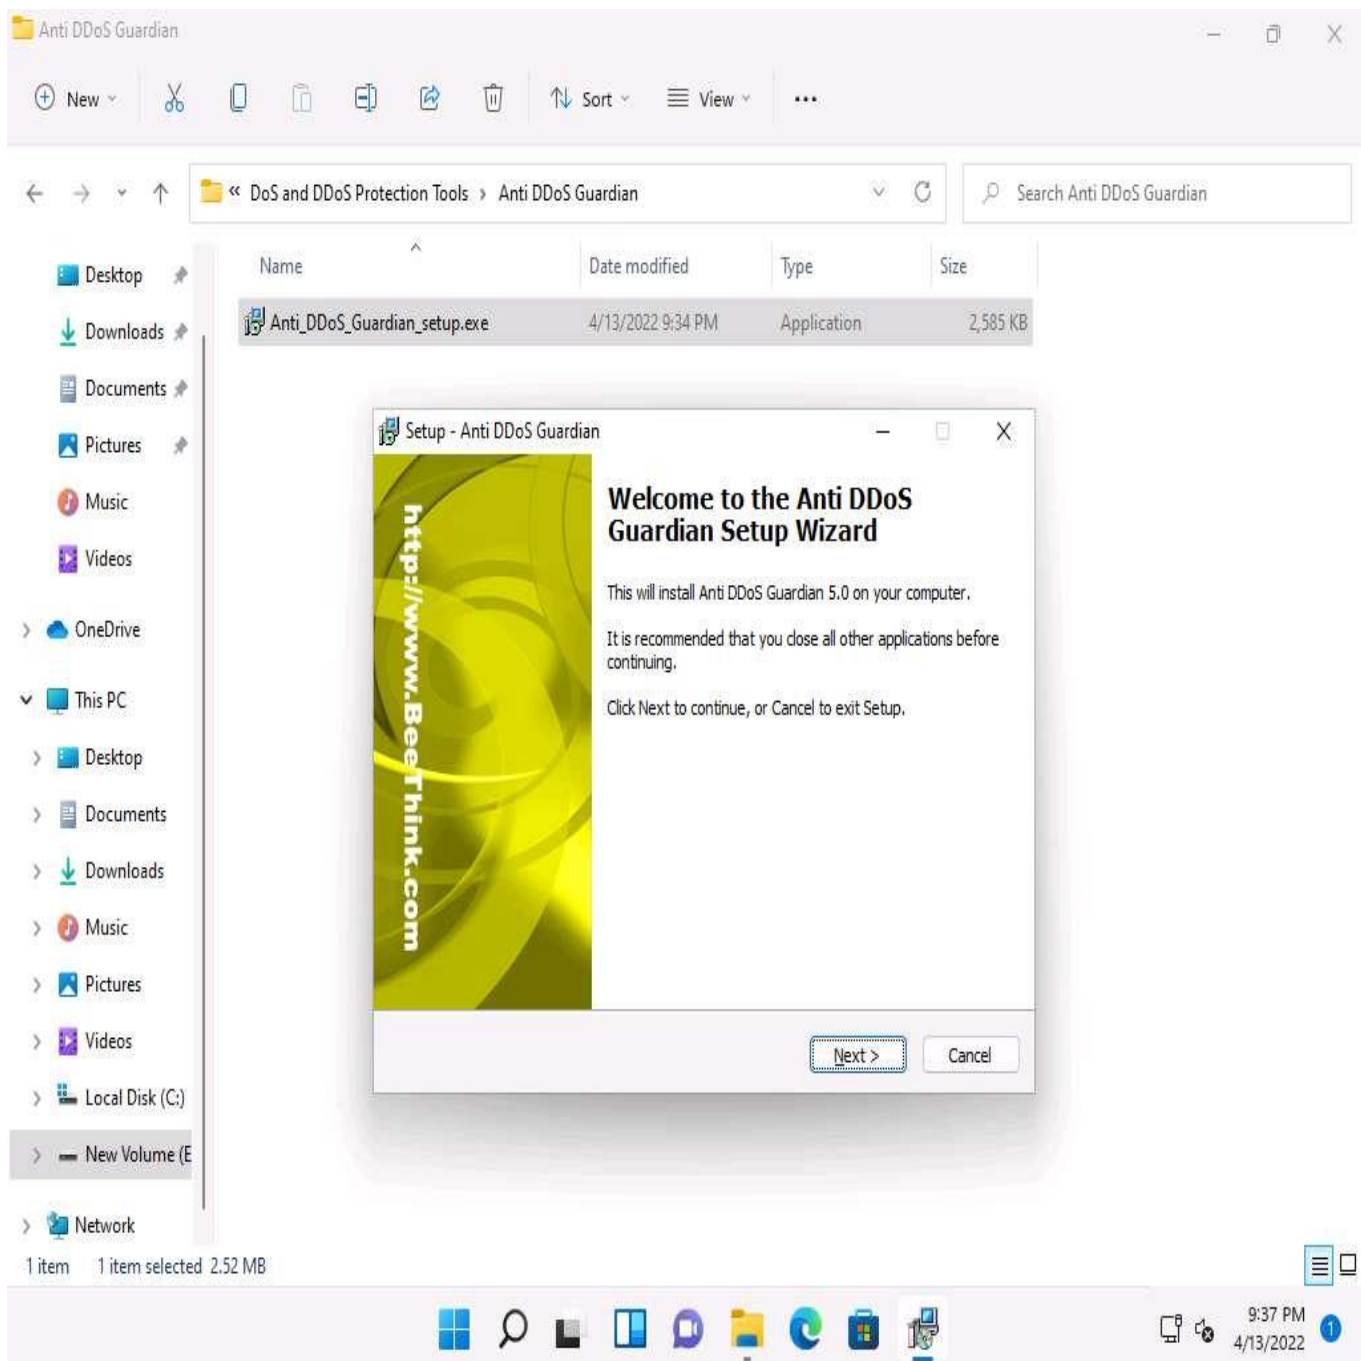 Anti DDoS Guardian
New
Sort
View
« DoS and DDoS Protection Tools > Anti DDoS Guardian
Search Anti DDoS Guardian
Name
Date modified
Type
Size
Anti_DDoS_Guardian_setup.exe
4/13/2022 9:34 PM
Application
2,585 KB
Desktop
Downloads
Documents
Pictures
Music
Videos
OneDrive
This PC
Desktop
Documents
Downloads
Music
Pictures
Videos
Local Disk (C:)
New Volume (E
Network
Setup - Anti DDoS Guardian
http://www.BeeThink.com
Welcome to the Anti DDoS
Guardian Setup Wizard
This will install Anti DDoS Guardian 5.0 on your computer.
It is recommended that you close all other applications before
continuing.
Click Next to continue, or Cancel to exit Setup.
Next >
Cancel
1 item
1 item selected 2.52 MB
9:37 PM
4/13/2022
1